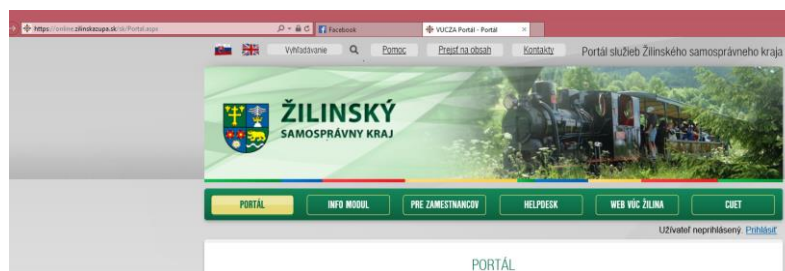 https://online.zilinskazupa.sk/sk/Portal.aspx
Facebook
VUCZA Portál - Portál
Vyhľadávanie Pomoc Prejsť na obsah Kontakty Portál služieb Žilinského samosprávneho kraja
ŽILINSKÝ
SAMOSPRÁVNY KRAJ
PORTÁL INFO MODUL PRE ZAMESTNANCOV HELPDESK WEB VÚC ŽILINA CUET
Užívateľ neprihlásený. Prihlásiť
PORTÁL